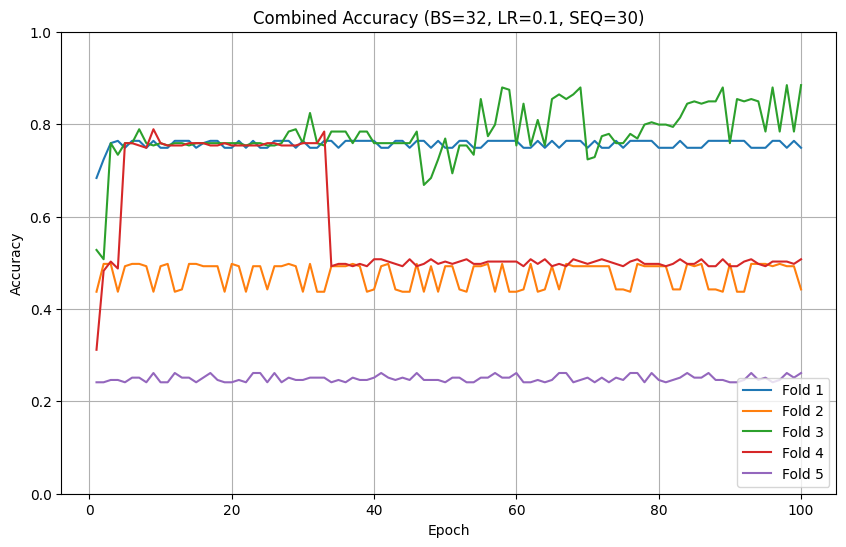 Combined Accuracy (BS=32, LR=0.1, SEQ=30)
1.0
0.8
0.6
0.4
0.2
0.0
Accuracy
0
20
40
60
80
100
Epoch
Fold 1
Fold 2
Fold 3
Fold 4
Fold 5